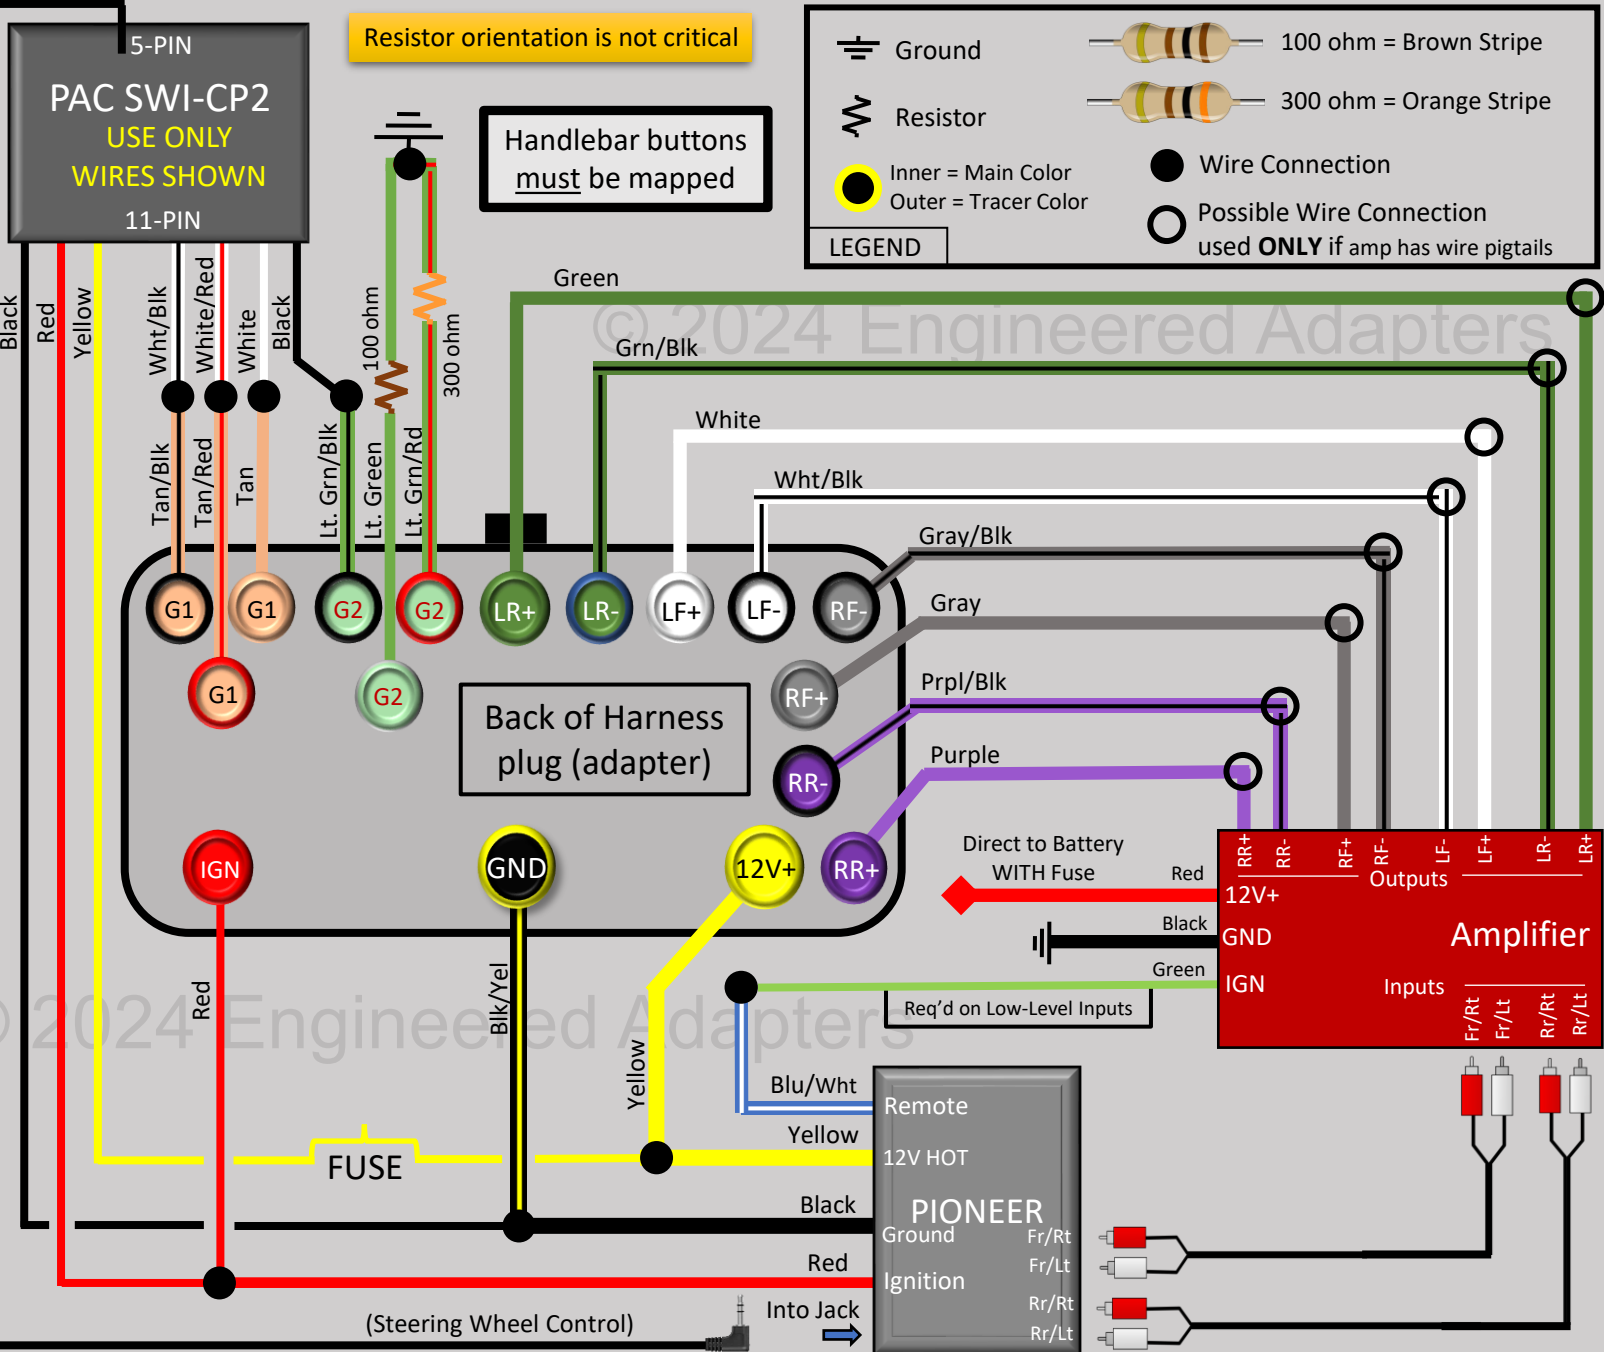 5-PIN
PAC SWI-CP2
USE ONLY
WIRES SHOWN
11-PIN
Resistor orientation is not critical
Handlebar buttons
must be mapped
Ground
Resistor
Inner = Main Color
Outer = Tracer Color
LEGEND
100 ohm = Brown Stripe
300 ohm = Orange Stripe
Wire Connection
Possible Wire Connection
used ONLY if amp has wire pigtails
Black
Red
Yellow
Wht/Blk
White/Red
White
Black
100 ohm
300 ohm
Tan/Blk
Tan/Red
Tan
Lt. Grn/Blk
Lt. Green
Lt. Grn/Rd
Green
© 2024 Engineered Adapters
Grn/Blk
White
Wht/Blk
Gray/Blk
Gray
Prpl/Blk
Purple
G1
G1
G2
G2
LR+
LR-
LF+
LF-
RF-
G1
G2
RF+
RR-
Back of Harness
plug (adapter)
IGN
GND
12V+
RR+
Direct to Battery
WITH Fuse
Red
Black
Green
Req'd on Low-Level Inputs
RR+
RR-
RF+
RF-
LF-
LF+
LR-
LR+
Outputs
12V+
GND
IGN
Amplifier
Inputs
Fr/Rt
Fr/Lt
Rr/Rt
Rr/Lt
Red
Blk/Yel
Yellow
© 2024 Engineered Adapters
FUSE
Blu/Wht
Yellow
Black
Red
Remote
12V HOT
PIONEER
Ground
Ignition
Fr/Rt
Fr/Lt
Rr/Rt
Rr/Lt
(Steering Wheel Control)
Into Jack